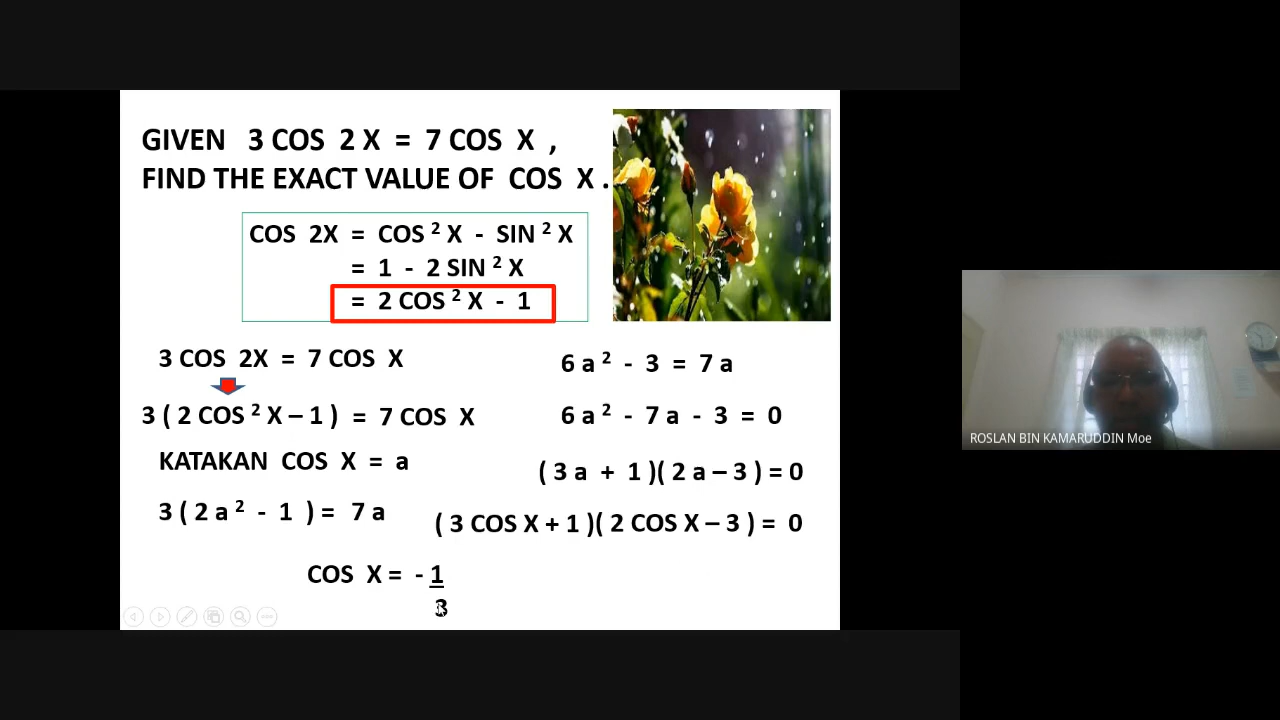 GIVEN 3 COS 2 X = 7 COS X ,
FIND THE EXACT VALUE OF COS X .
COS 2X = COS ² X - SIN ² X
= 1 - 2 SIN ² X
= 2 COS ² X - 1
3 COS 2X = 7 COS X
3 ( 2 COS ² X – 1 ) = 7 COS X
KATAKAN COS X = a
3 ( 2 a ² - 1 ) = 7 a
6 a ² - 3 = 7 a
6 a ² - 7 a - 3 = 0
( 3 a + 1 )( 2 a – 3 ) = 0
( 3 COS X + 1 )( 2 COS X – 3 ) = 0
COS X = - 1
3
ROSLAN BIN KAMARUDDIN Moe